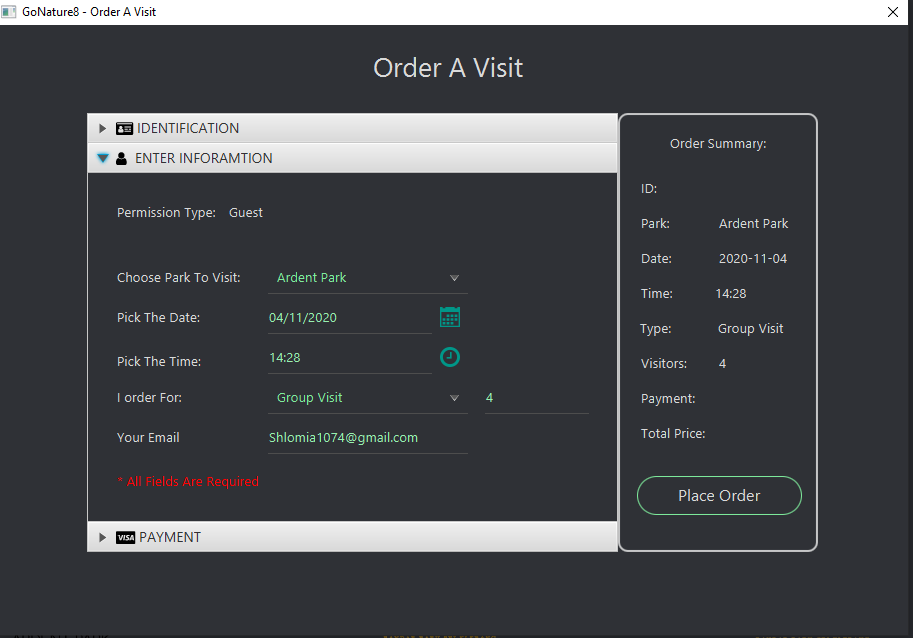 GoNature8 - Order A Visit
Order A Visit
IDENTIFICATION
ENTER INFORAMTION
Permission Type: Guest
Choose Park To Visit: Ardent Park
Pick The Date: 04/11/2020
Pick The Time: 14:28
I order For: Group Visit 4
Your Email Shlomia1074@gmail.com
* All Fields Are Required
VISA PAYMENT
Order Summary:
ID:
Park: Ardent Park
Date: 2020-11-04
Time: 14:28
Type: Group Visit
Visitors: 4
Payment:
Total Price:
Place Order